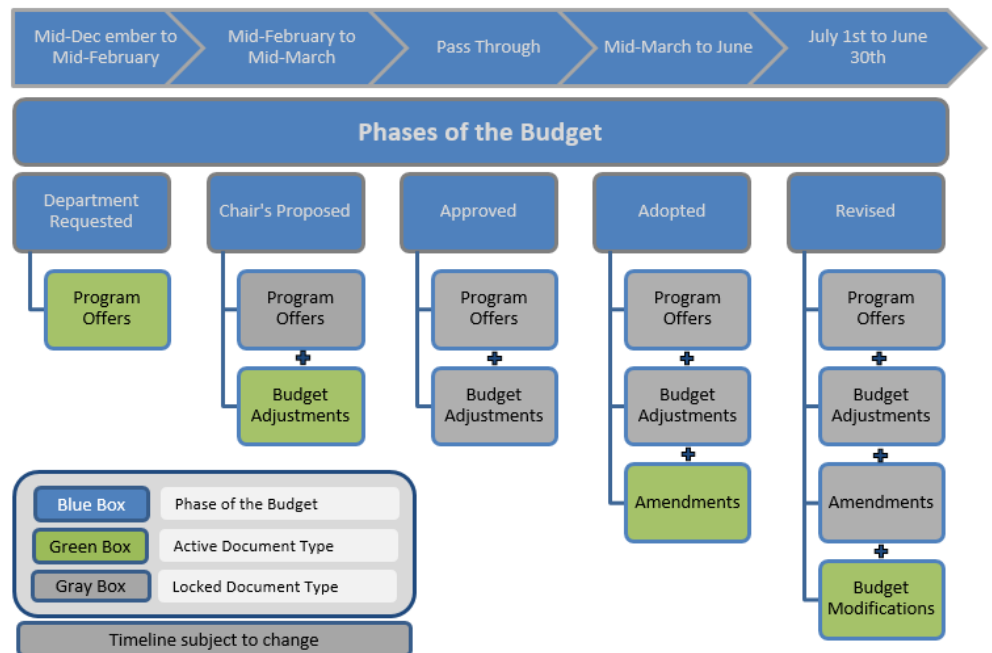 Mid-Dec ember to
Mid-February
Mid-February to
Mid-March
Pass Through
Mid-March to June
July 1st to June
30th
Phases of the Budget
Department
Requested
Chair's Proposed
Approved
Adopted
Revised
Program
Offers
Program
Offers
Program
Offers
Program
Offers
Program
Offers
Budget
Adjustments
Budget
Adjustments
Budget
Adjustments
Budget
Adjustments
Amendments
Amendments
Budget
Modifications
Blue Box
Phase of the Budget
Green Box
Active Document Type
Gray Box
Locked Document Type
Timeline subject to change